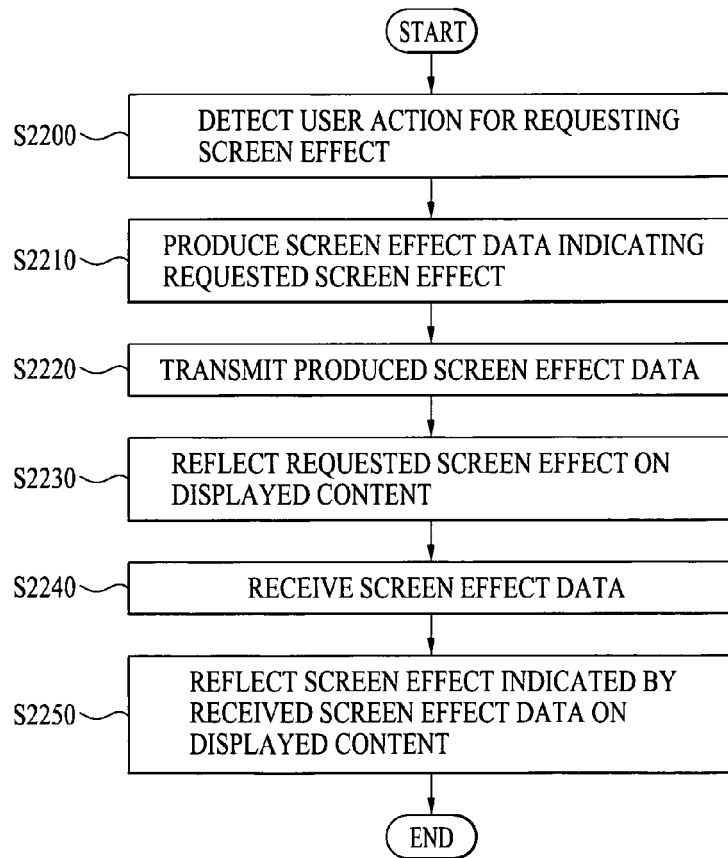 START
S2200
DETECT USER ACTION FOR REQUESTING
SCREEN EFFECT
S2210
PRODUCE SCREEN EFFECT DATA INDICATING
REQUESTED SCREEN EFFECT
S2220
TRANSMIT PRODUCED SCREEN EFFECT DATA
S2230
REFLECT REQUESTED SCREEN EFFECT ON
DISPLAYED CONTENT
S2240
RECEIVE SCREEN EFFECT DATA
S2250
REFLECT SCREEN EFFECT INDICATED BY
RECEIVED SCREEN EFFECT DATA ON
DISPLAYED CONTENT
END